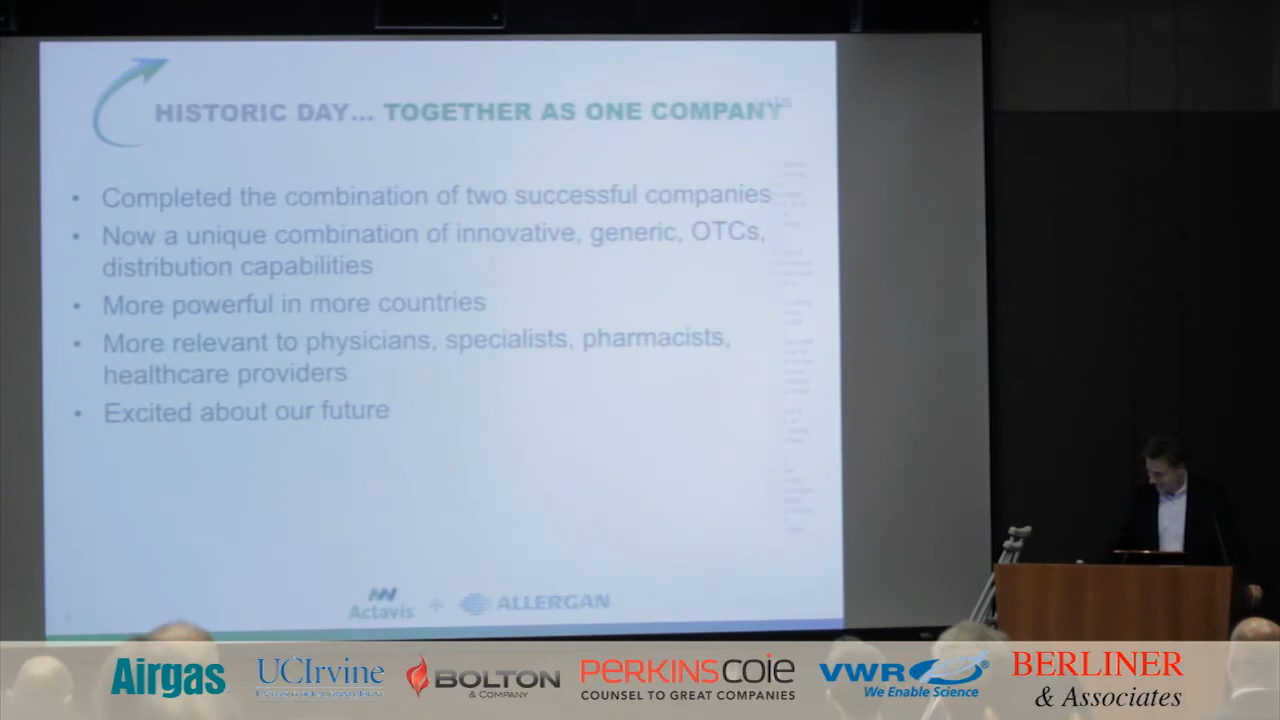 HISTORIC DAY... TOGETHER AS ONE COMPANY
• Completed the combination of two successful companies
• Now a unique combination of innovative, generic, OTCs,
distribution capabilities
• More powerful in more countries
• More relevant to physicians, specialists, pharmacists,
healthcare providers
• Excited about our future
Actavis + ALLERGAN
Airgas
UCIrvine
BOLTON
& COMPANY
PERKINSCOIE
COUNSEL TO GREAT COMPANIES
VWR®
We Enable Science
BERLINER
& Associates